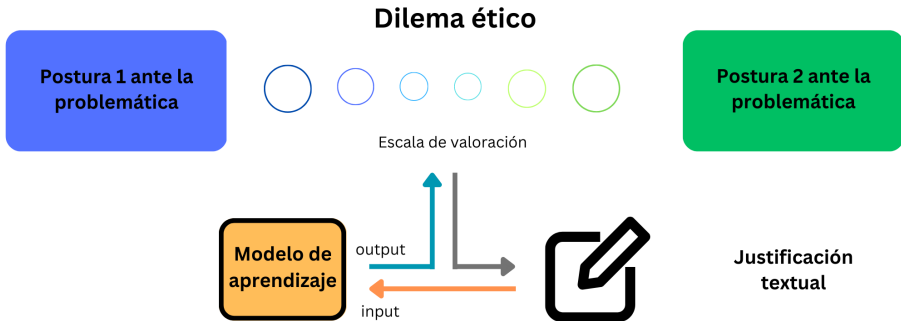 Dilema ético
Postura 1 ante la
problemática
Postura 2 ante la
problemática
Escala de valoración
Modelo de
aprendizaje
output
input
Justificación
textual